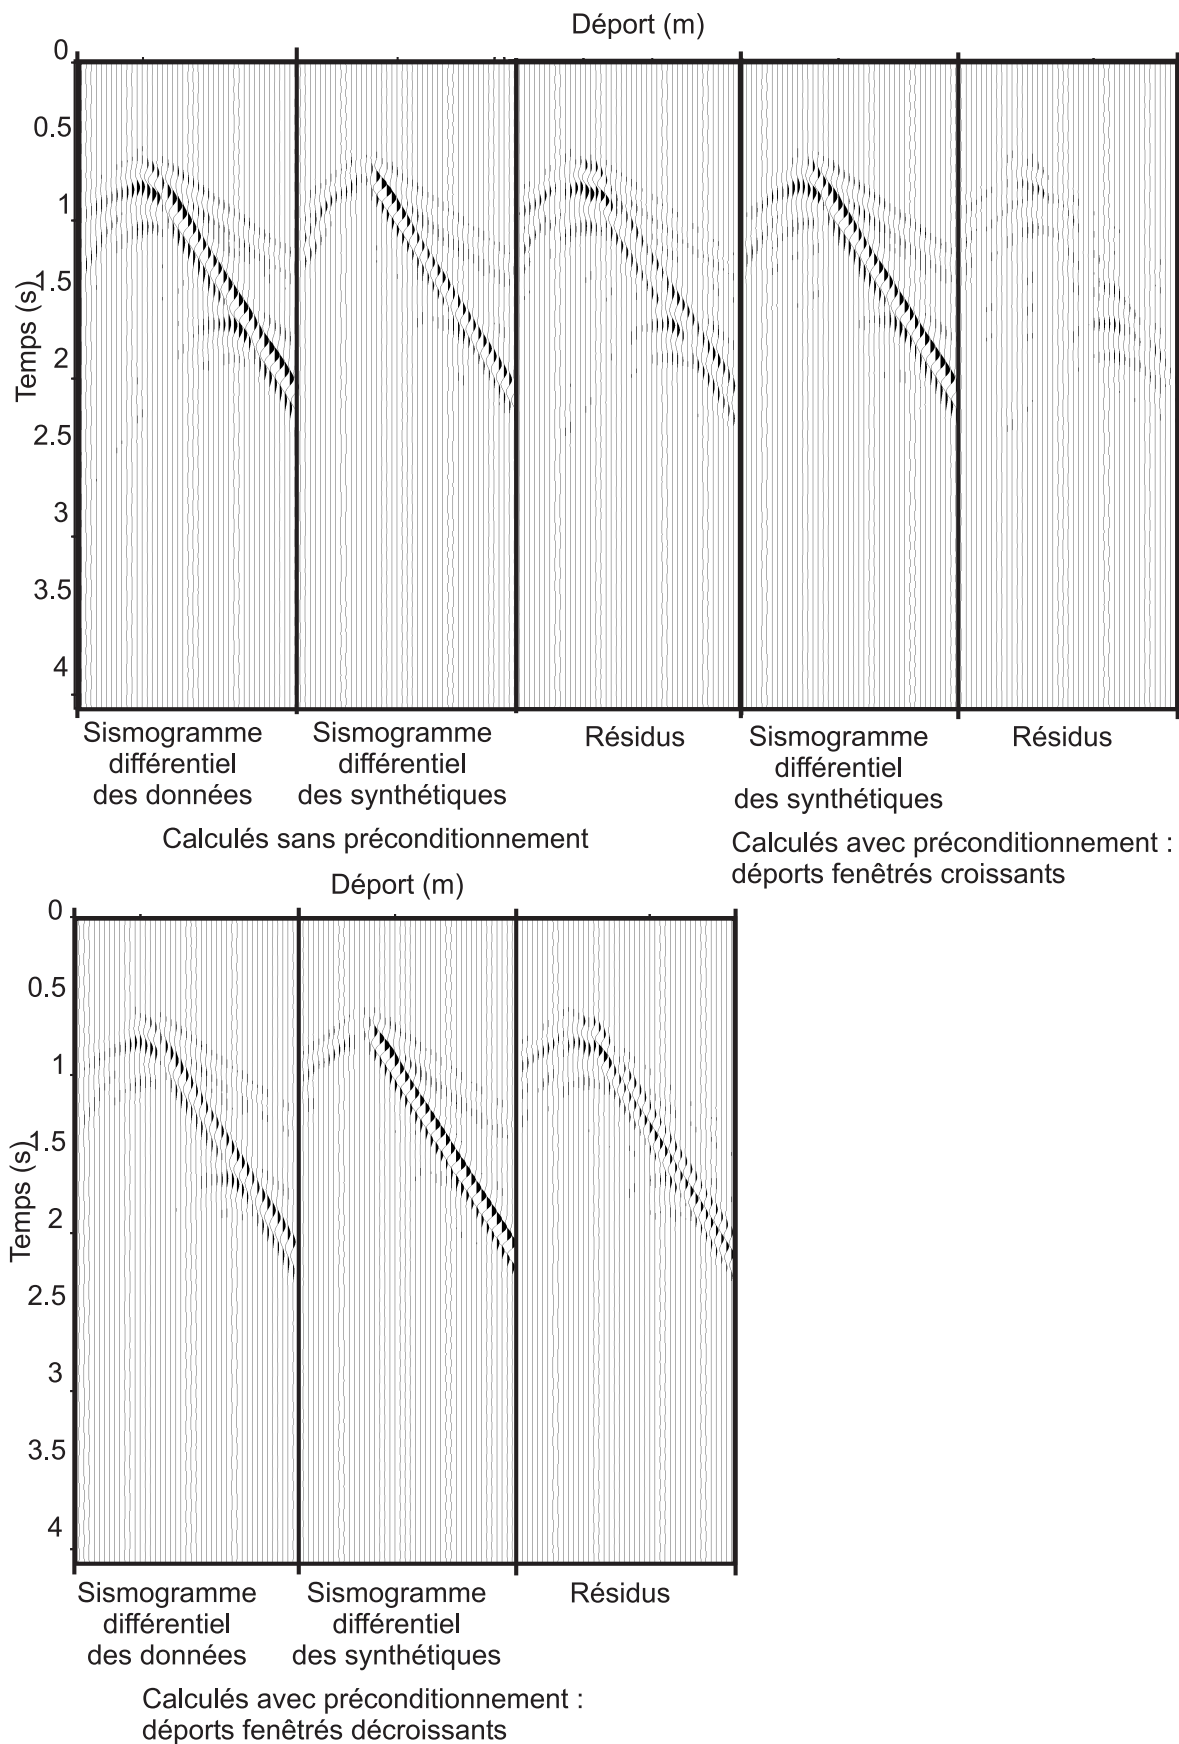 Déport (m)
0
0.5
1
1.5
2
2.5
3
3.5
4
Temps (s)
Sismogramme
différentiel
des données
Sismogramme
différentiel
des synthétiques
Résidus
Sismogramme
différentiel
des synthétiques
Résidus
Calculés sans préconditionnement
Calculés avec préconditionnement :
déports fenêtrés croissants
Déport (m)
0
0.5
1
1.5
2
2.5
3
3.5
4
Temps (s)
Sismogramme
différentiel
des données
Sismogramme
différentiel
des synthétiques
Résidus
Calculés avec préconditionnement :
déports fenêtrés décroissants